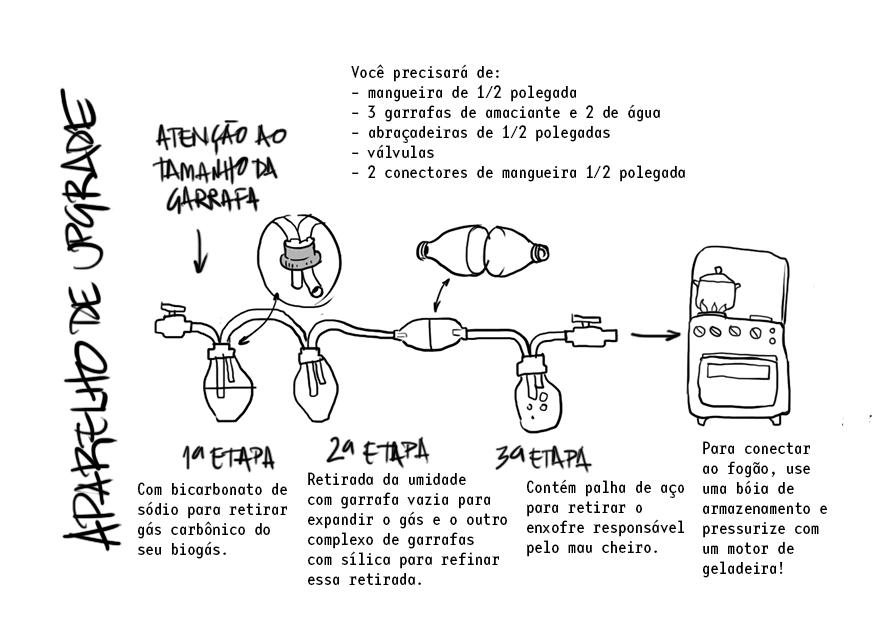 APARELHO DE UPGRADE
Você precisará de:
- mangueira de 1/2 polegada
- 3 garrafas de amaciante e 2 de água
- abraçadeiras de 1/2 polegadas
- válvulas
- 2 conectores de mangueira 1/2 polegada
ATENÇÃO AO
TAMANHO DA
GARRAFA
1ª ETAPA
Com bicarbonato de
sódio para retirar
gás carbônico do
seu biogás.
2ª ETAPA
Retirada da umidade
com garrafa vazia para
expandir o gás e o outro
complexo de garrafas
com sílica para refinar
essa retirada.
3ª ETAPA
Contém palha de aço
para retirar o
enxofre responsável
pelo mau cheiro.
Para conectar
ao fogão, use
uma bóia de
armazenamento e
pressurize com
um motor de
geladeira!